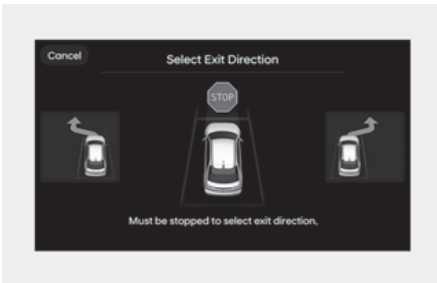 Cancel
Select Exit Direction
STOP
Must be stopped to select exit direction.